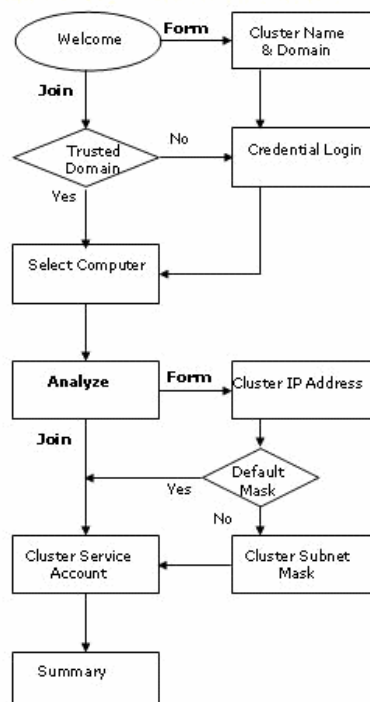 Welcome
Form
Cluster Name
& Domain
Join
Trusted
Domain
No
Credential Login
Yes
Select Computer
Analyze
Form
Cluster IP Address
Join
Default
Mask
Yes
No
Cluster Service
Account
Cluster Subnet
Mask
Summary